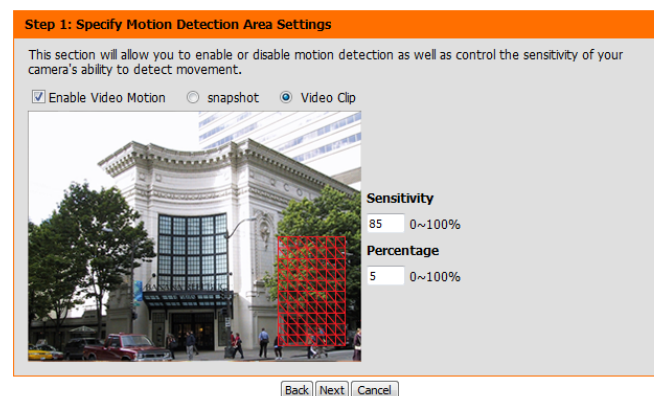 Step 1: Specify Motion Detection Area Settings
This section will allow you to enable or disable motion detection as well as control the sensitivity of your
camera's ability to detect movement.
Enable Video Motion snapshot Video Clip
Sensitivity
85 0~100%
Percentage
5 0~100%
Back Next Cancel